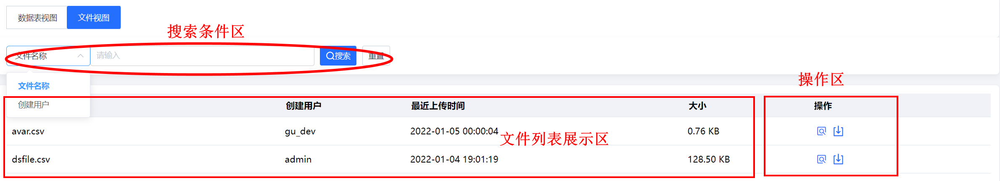 数据表视图 文件视图
搜索条件区
文件名称 请输入 搜索 重置
文件名称
操作区
创建用户
创建用户 最近上传时间 大小 操作
avar.csv gu_dev 2022-01-05 00:00:04 0.76 KB
文件列表展示区
dsfile.csv admin 2022-01-04 19:01:19 128.50 KB